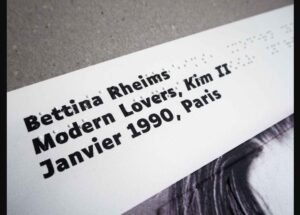 Bettina Rheims
Modern Lovers, Kim II
Janvier 1990, Paris